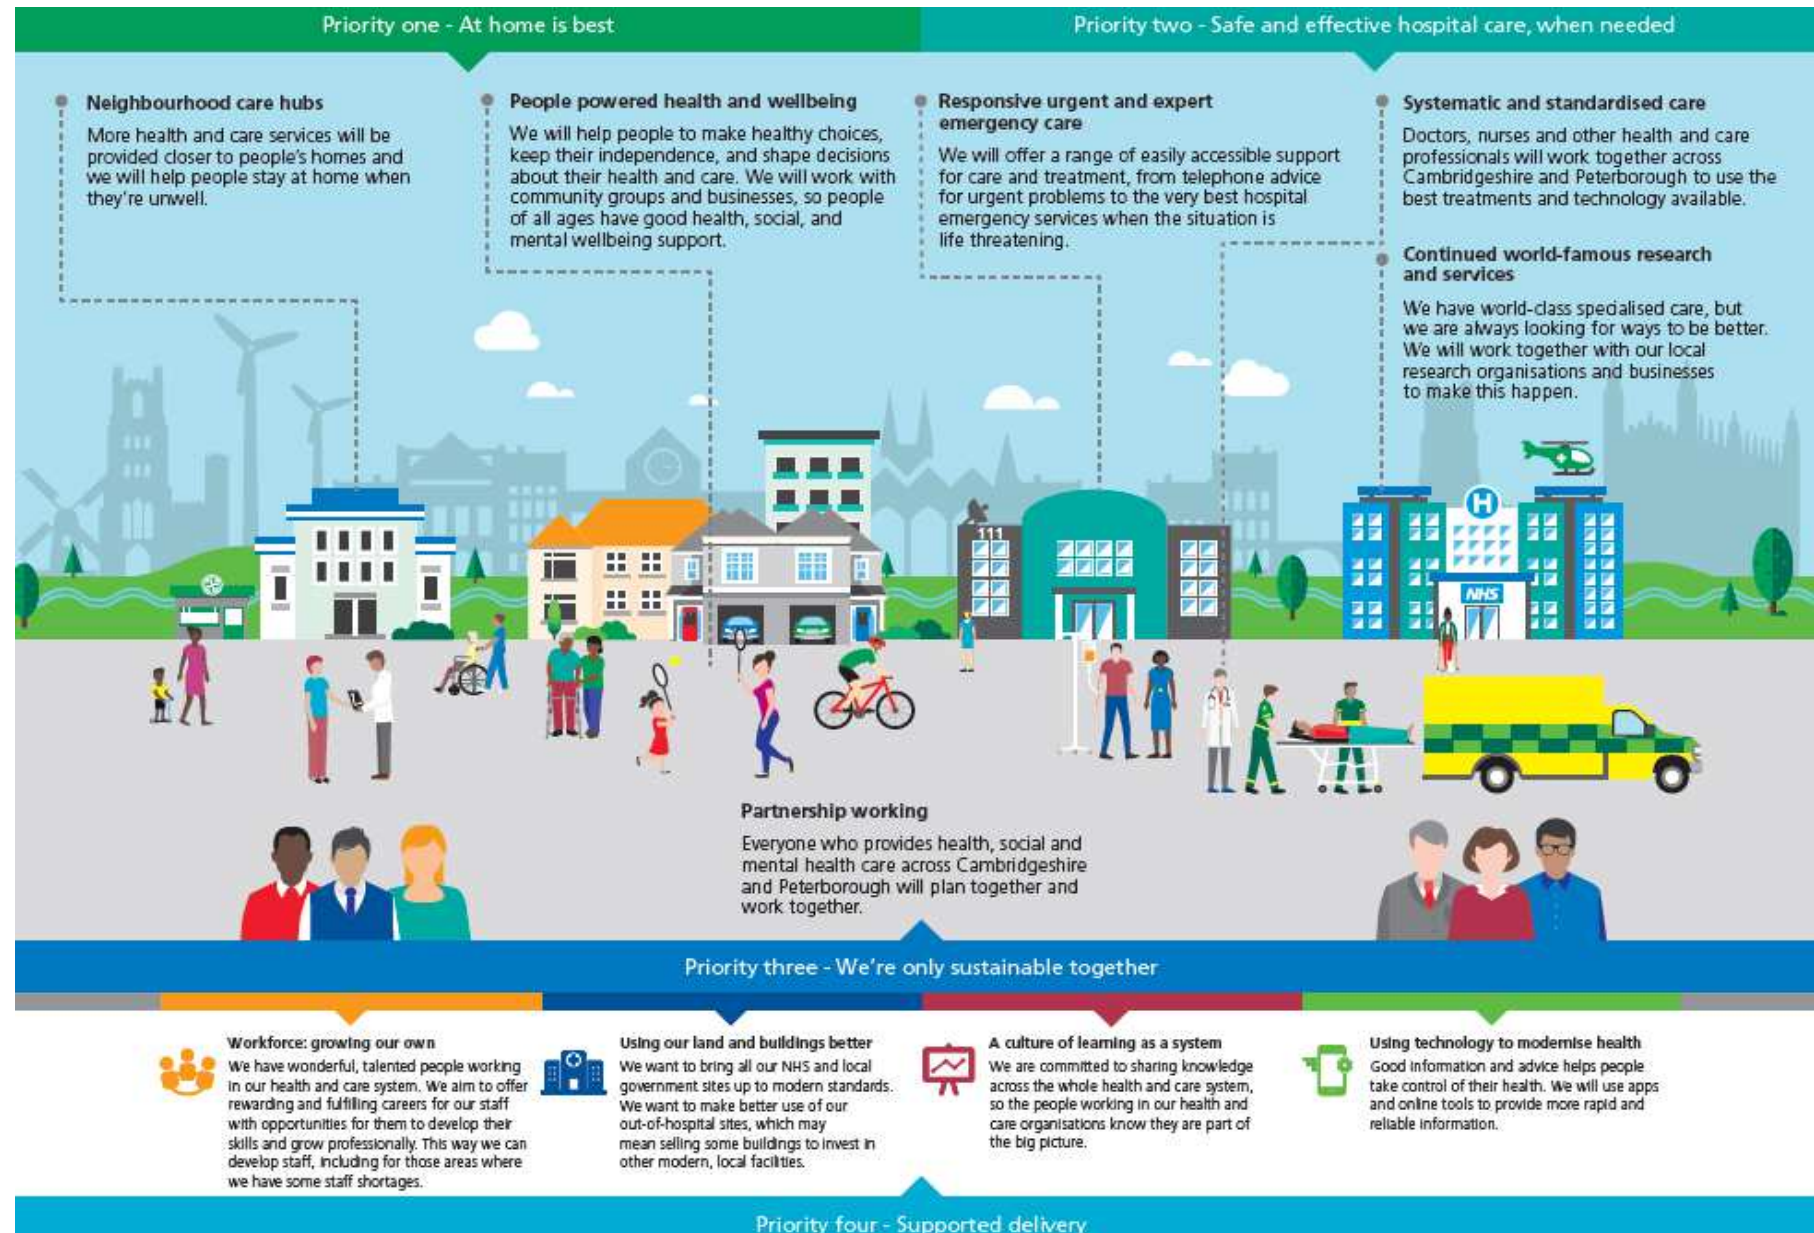 Priority one - At home is best
Priority two - Safe and effective hospital care, when needed
Neighbourhood care hubs
More health and care services will be
provided closer to people's homes and
we will help people stay at home when
they're unwell.
People powered health and wellbeing
We will help people to make healthy choices,
keep their independence, and shape decisions
about their health and care. We will work with
community groups and businesses, so people
of all ages have good health, social, and
mental wellbeing support.
Responsive urgent and expert
emergency care
We will offer a range of easily accessible support
for care and treatment, from telephone advice
for urgent problems to the very best hospital
emergency services when the situation is
life threatening.
Systematic and standardised care
Doctors, nurses and other health and care
professionals will work together across
Cambridgeshire and Peterborough to use the
best treatments and technology available.
Continued world-famous research
and services
We have world-class specialised care, but
we are always looking for ways to be better.
We will work together with our local
research organisations and businesses
to make this happen.
111
H
NHS
Partnership working
Everyone who provides health, social and
mental health care across Cambridgeshire
and Peterborough will plan together and
work together.
Priority three - We're only sustainable together
Workforce: growing our own
We have wonderful, talented people working
in our health and care system. We aim to offer
rewarding and fulfilling careers for our staff
with opportunities for them to develop their
skills and grow professionally. This way we can
develop staff, including for those areas where
we have some staff shortages.
Using our land and buildings better
We want to bring all our NHS and local
government sites up to modern standards.
We want to make better use of our
out-of-hospital sites, which may
mean selling some buildings to invest in
other modern, local facilities.
A culture of learning as a system
We are committed to sharing knowledge
across the whole health and care system,
so the people working in our health and
care organisations know they are part of
the big picture.
Using technology to modernise health
Good information and advice helps people
take control of their health. We will use apps
and online tools to provide more rapid and
reliable information.
Priority four - Supported delivery